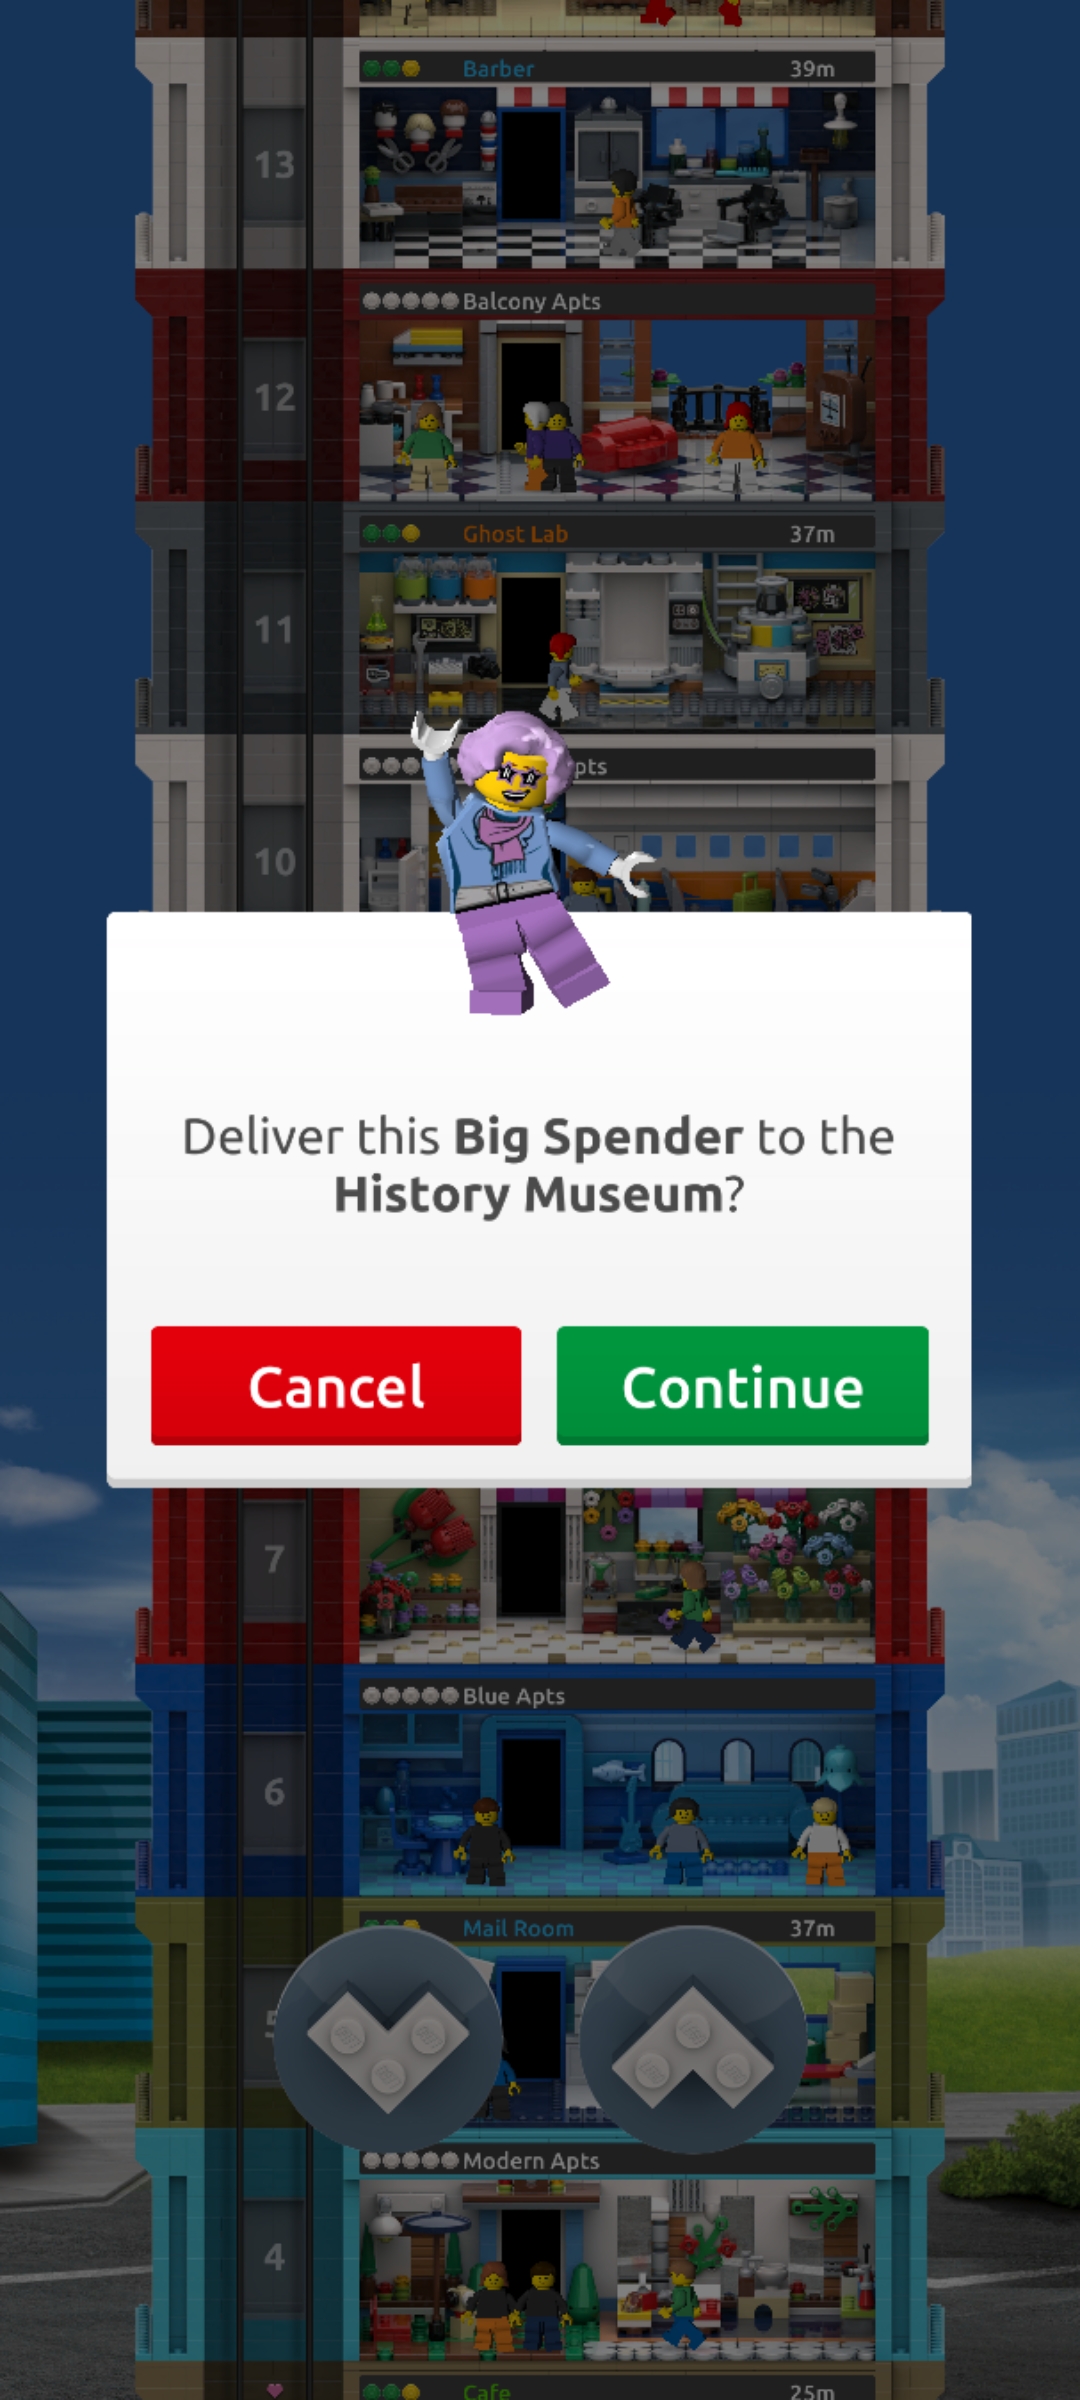 Barber 39m
13
Balcony Apts
12
Ghost Lab 37m
11
pts
10
Deliver this Big Spender to the
History Museum?
Cancel Continue
7
Blue Apts
6
Mail Room 37m
Modern Apts
4
Cafe 25m